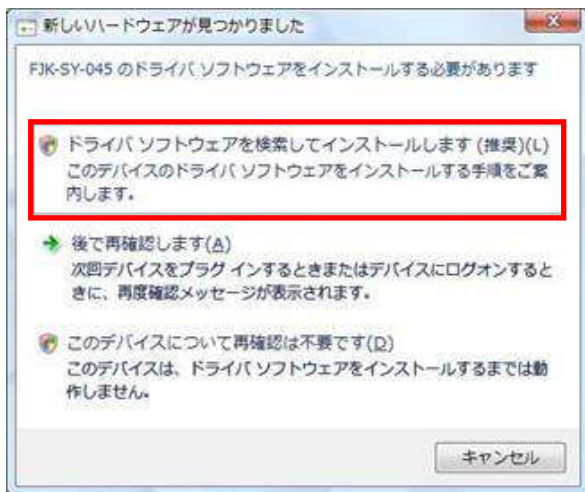 新しいハードウェアが見つかりました
FJK-SY-045 のドライバ ソフトウェアをインストールする必要があります
ドライバ ソフトウェアを検索してインストールします (推奨)(L)
このデバイスのドライバ ソフトウェアをインストールする手順をご案
内します。
後で再確認します(A)
次回デバイスをプラグ インするときまたはデバイスにログオンすると
きに、再度確認メッセージが表示されます。
このデバイスについて再確認は不要です(D)
このデバイスは、ドライバ ソフトウェアをインストールするまでは動
作しません。
キャンセル